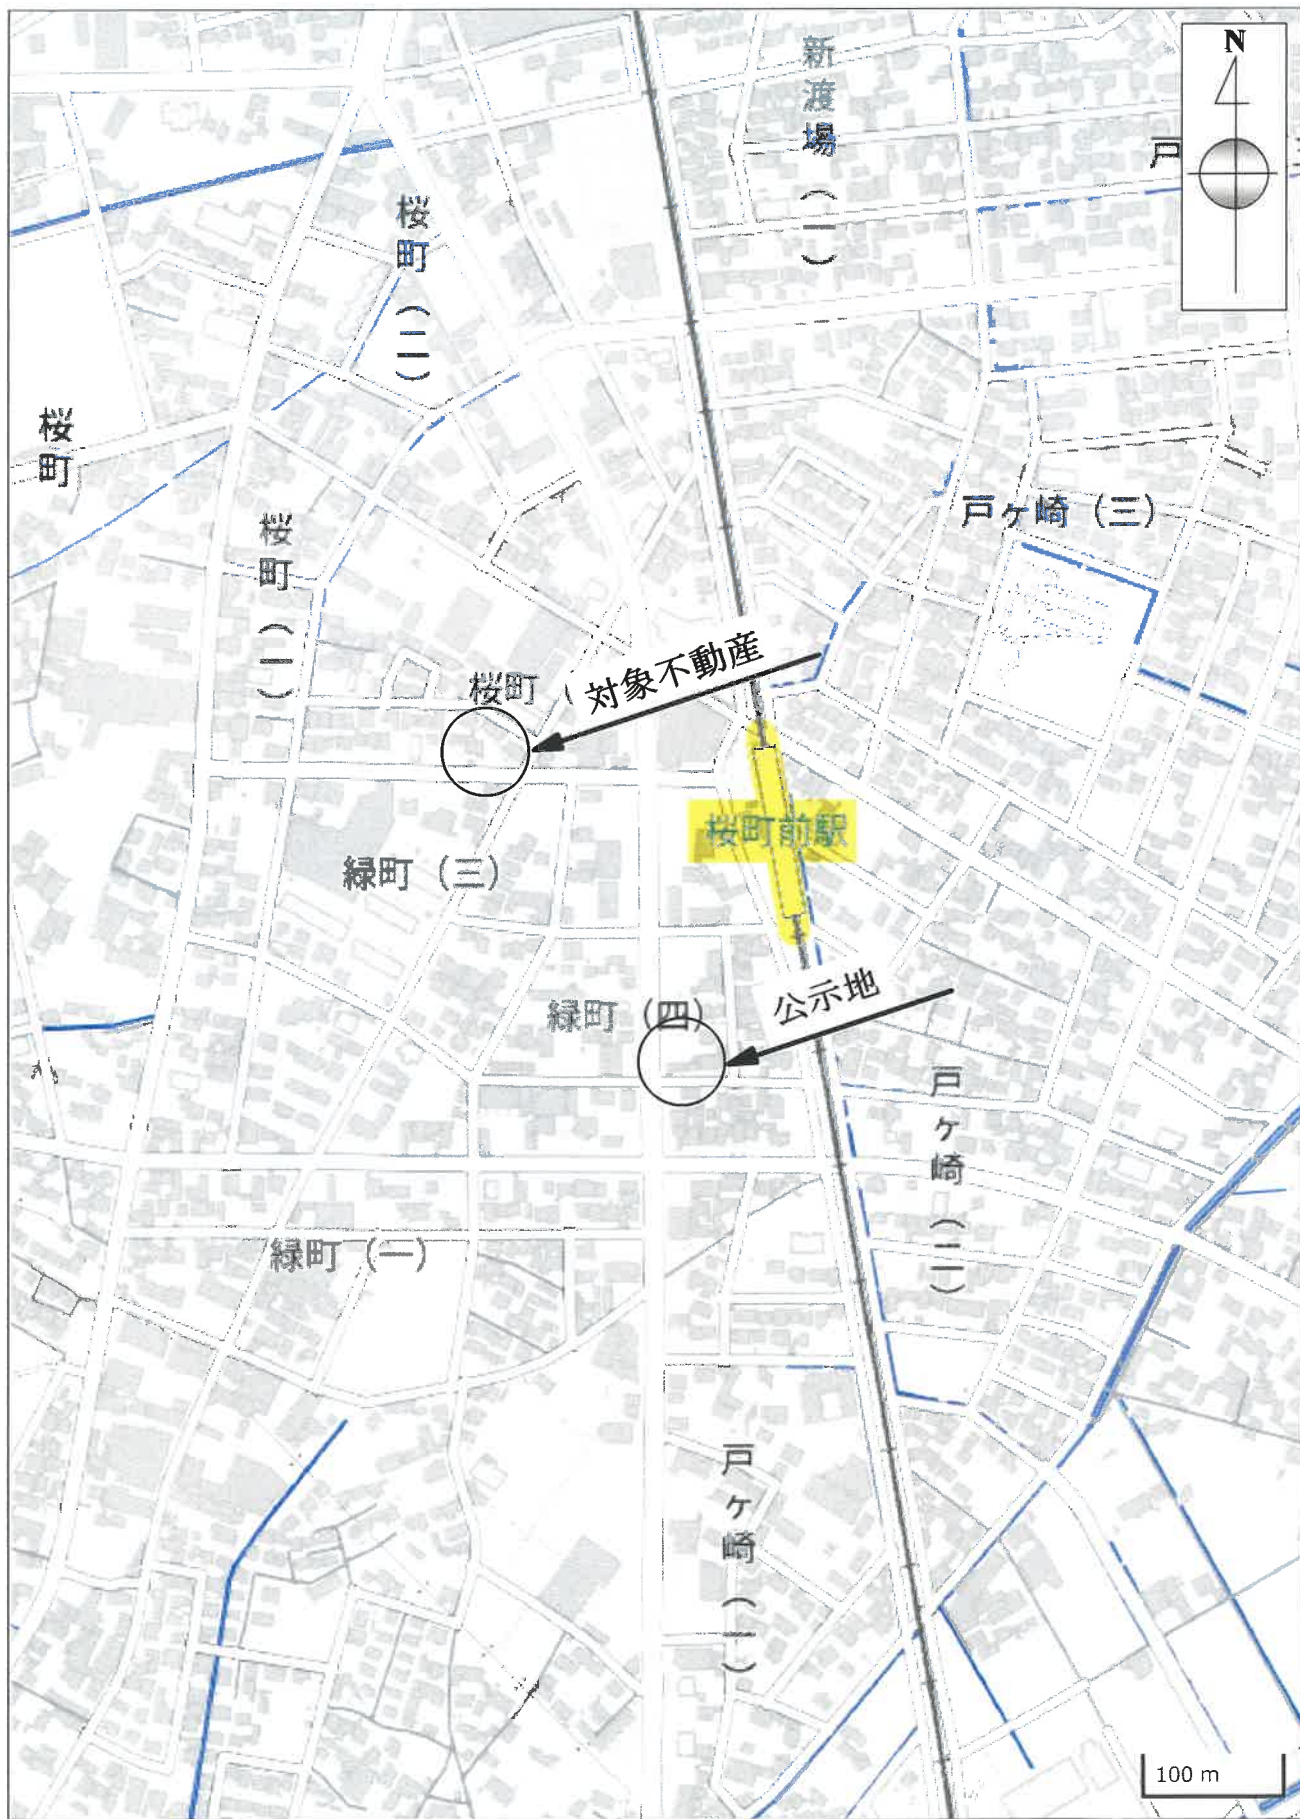 N
新渡場（一）
戸
桜町（二）
桜町
戸ヶ崎（三）
桜町（一）
対象不動産
桜町（
桜町前駅
緑町（三）
公示地
緑町（四）
戸ヶ崎（二）
緑町（一）
戸ヶ崎（一）
100 m